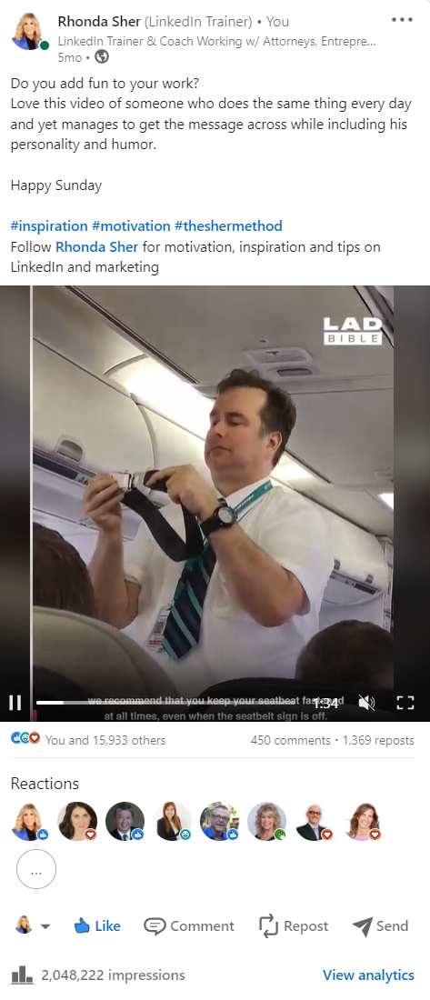 Rhonda Sher (LinkedIn Trainer) • You
LinkedIn Trainer & Coach Working w/ Attorneys, Entrepre...
5mo •
Do you add fun to your work?
Love this video of someone who does the same thing every day
and yet manages to get the message across while including his
personality and humor.
Happy Sunday
#inspiration #motivation #theshermethod
Follow Rhonda Sher for motivation, inspiration and tips on
LinkedIn and marketing
LAD
BIBLE
we recommend that you keep your seatbeat fastened
1:34
at all times, even when the seatbelt sign is off.
You and 15,933 others
450 comments • 1,369 reposts
Reactions
...
Like
Comment
Repost
Send
2,048,222 impressions
View analytics